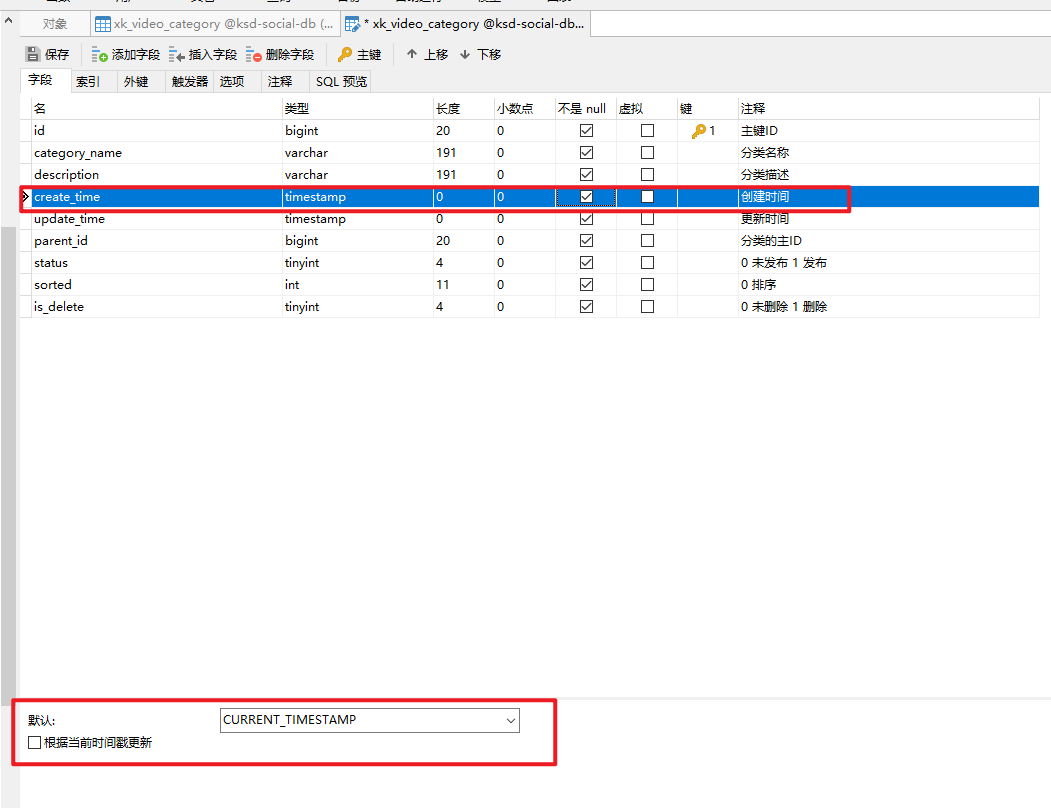 对象 xk_video_category @ksd-social-db (... * xk_video_category @ksd-social-db...
保存 添加字段 插入字段 删除字段 主键 上移 下移
字段 索引 外键 触发器 选项 注释 SQL 预览
名 类型 长度 小数点 不是 null 虚拟 键 注释
id bigint 20 0 1 主键ID
category_name varchar 191 0 分类名称
description varchar 191 0 分类描述
create_time timestamp 0 0 创建时间
update_time timestamp 0 0 更新时间
parent_id bigint 20 0 分类的主ID
status tinyint 4 0 0 未发布 1 发布
sorted int 11 0 0 排序
is_delete tinyint 4 0 0 未删除 1 删除
默认: CURRENT_TIMESTAMP
根据当前时间戳更新